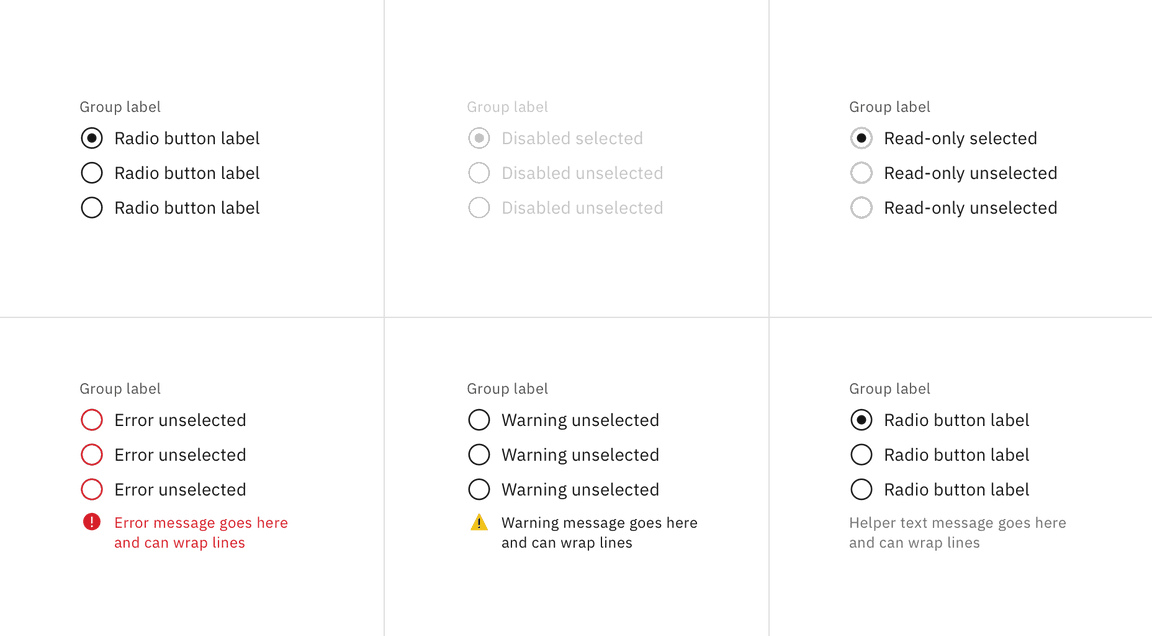 Group label
Radio button label
Radio button label
Radio button label
Group label
Disabled selected
Disabled unselected
Disabled unselected
Group label
Read-only selected
Read-only unselected
Read-only unselected
Group label
Error unselected
Error unselected
Error unselected
Error message goes here
and can wrap lines
Group label
Warning unselected
Warning unselected
Warning unselected
Warning message goes here
and can wrap lines
Group label
Radio button label
Radio button label
Radio button label
Helper text message goes here
and can wrap lines